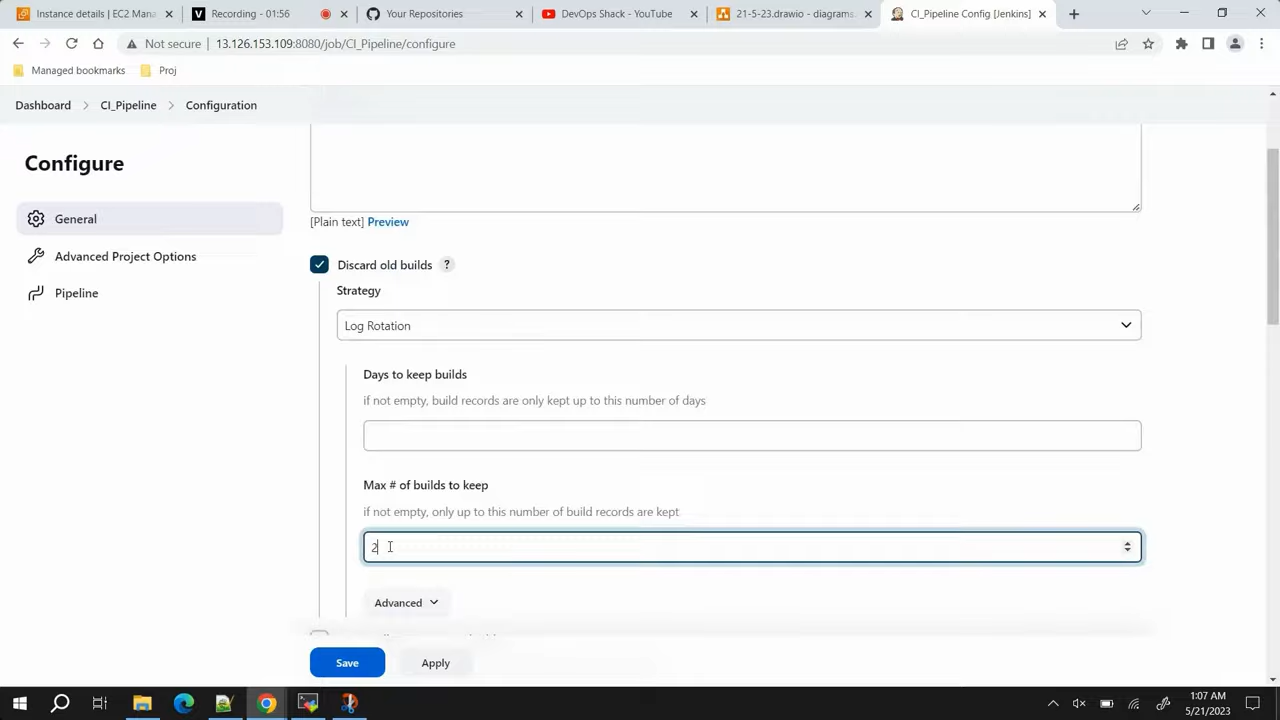 Instance details | EC2 Mana
Recording - 01:56
Your Repositories
DevOps Shack - YouTube
21-5-23.drawio - diagrams.
CI_Pipeline Config [Jenkins]
Not secure | 13.126.153.109:8080/job/CI_Pipeline/configure
Managed bookmarks
Proj
Dashboard > CI_Pipeline > Configuration
Configure
General
Advanced Project Options
Pipeline
[Plain text] Preview
Discard old builds ?
Strategy
Log Rotation
Days to keep builds
if not empty, build records are only kept up to this number of days
Max # of builds to keep
if not empty, only up to this number of build records are kept
2
Advanced
Save
Apply
1:07 AM
5/21/2023